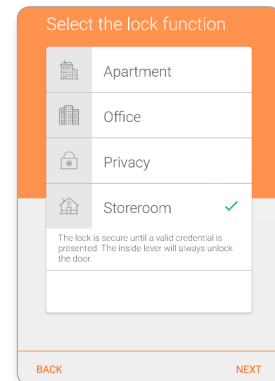 Select the lock function
Apartment
Office
Privacy
Storeroom
The lock is secure until a valid credential is
presented. The inside lever will always unlock
the door.
BACK
NEXT